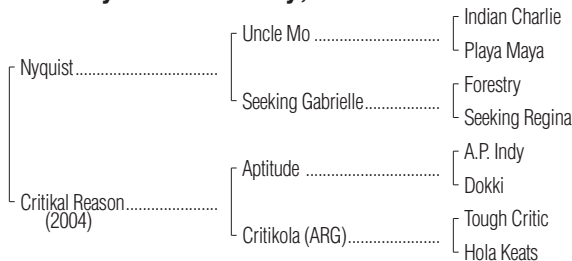 Indian Charlie
Uncle Mo
Playa Maya
Nyquist
Forestry
Seeking Gabrielle
Seeking Regina
A.P. Indy
Aptitude
Dokki
Critikal Reason
(2004)
Tough Critic
Critikola (ARG)
Hola Keats